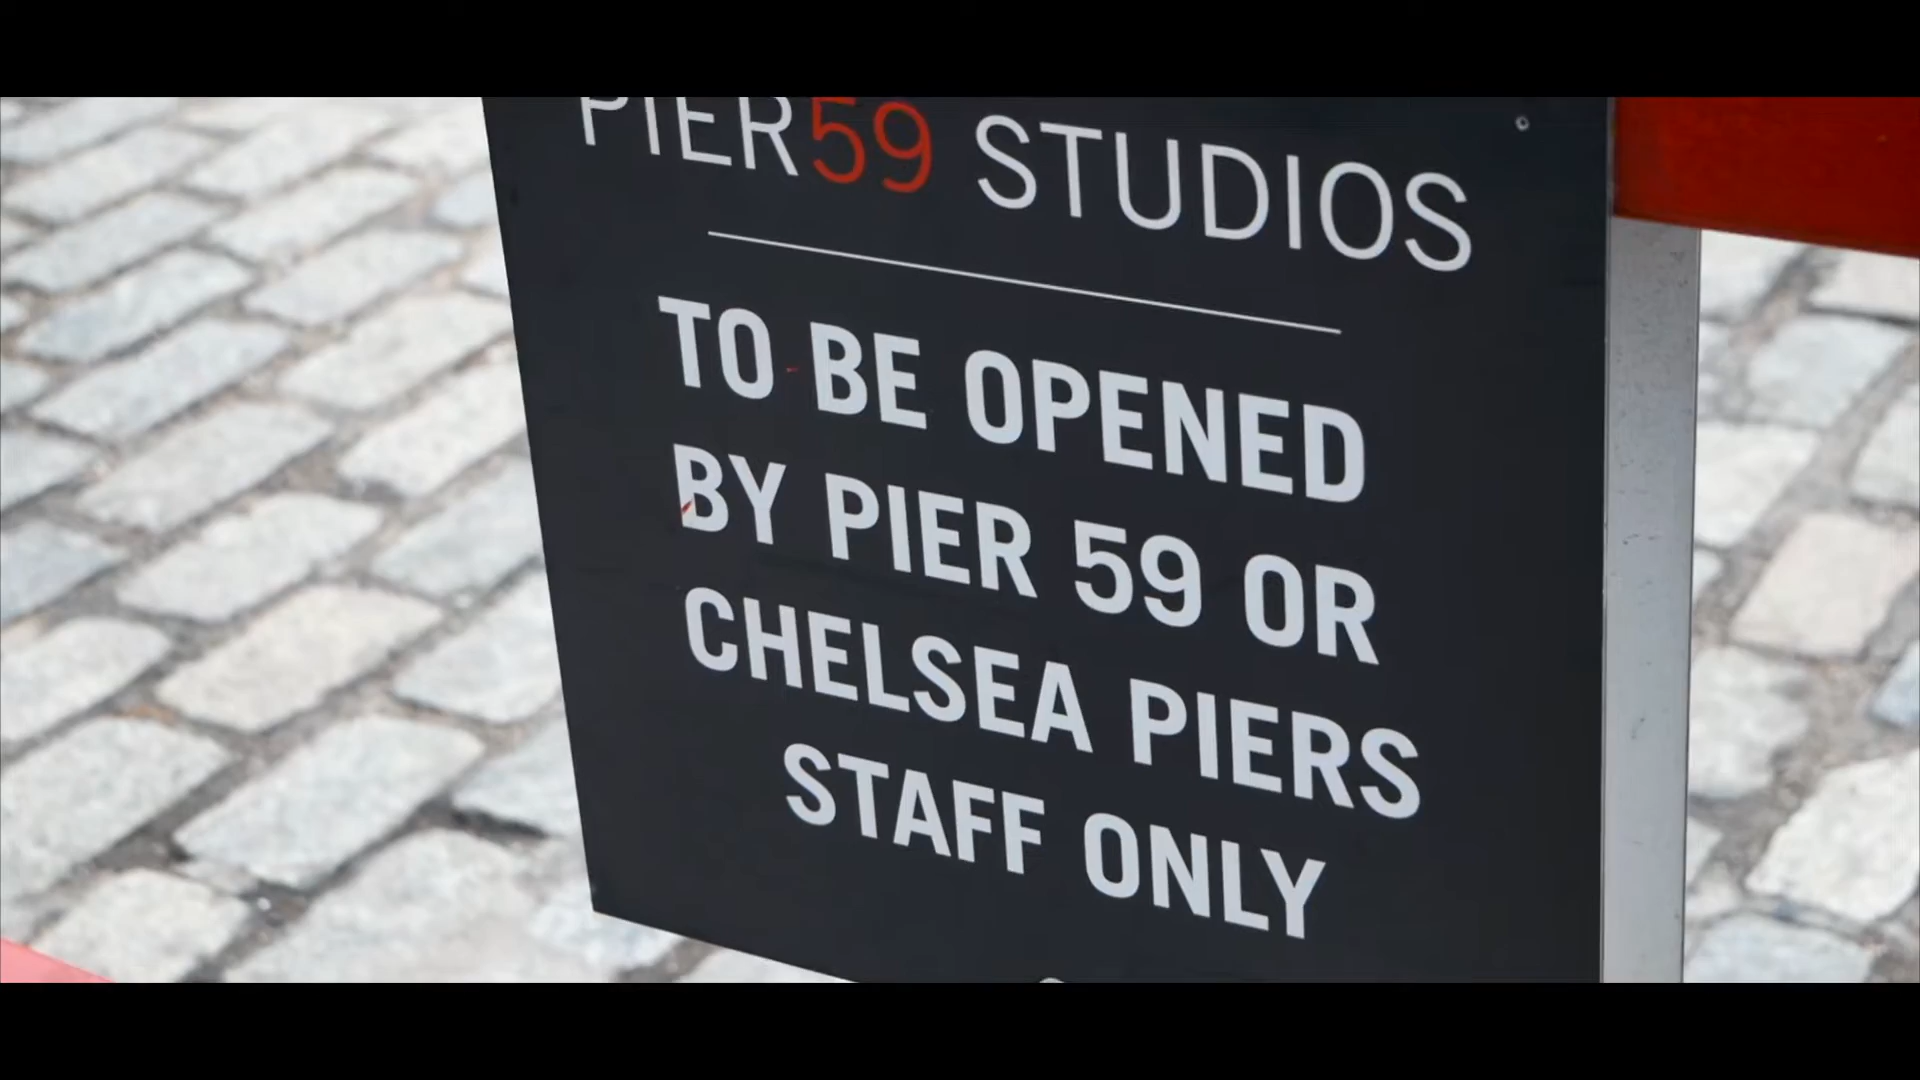 PIER59 STUDIOS
TO BE OPENED
BY PIER 59 OR
CHELSEA PIERS
STAFF ONLY